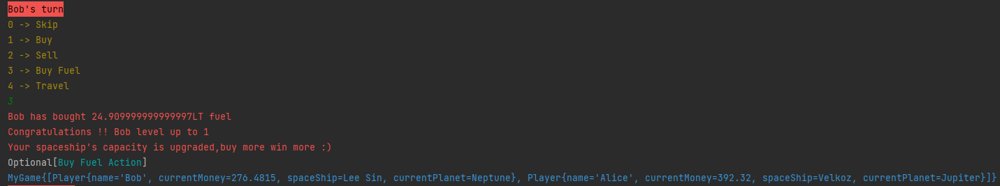 Bob's turn
0 -> Skip
1 -> Buy
2 -> Sell
3 -> Buy Fuel
4 -> Travel
3
Bob has bought 24.909999999999997LT fuel
Congratulations !! Bob level up to 1
Your spaceship's capacity is upgraded,buy more win more :)
Optional[Buy Fuel Action]
MyGame{[Player{name='Bob', currentMoney=276.4815, spaceShip=Lee Sin, currentPlanet=Neptune}, Player{name='Alice', currentMoney=392.32, spaceShip=Velkoz, currentPlanet=Jupiter}]}